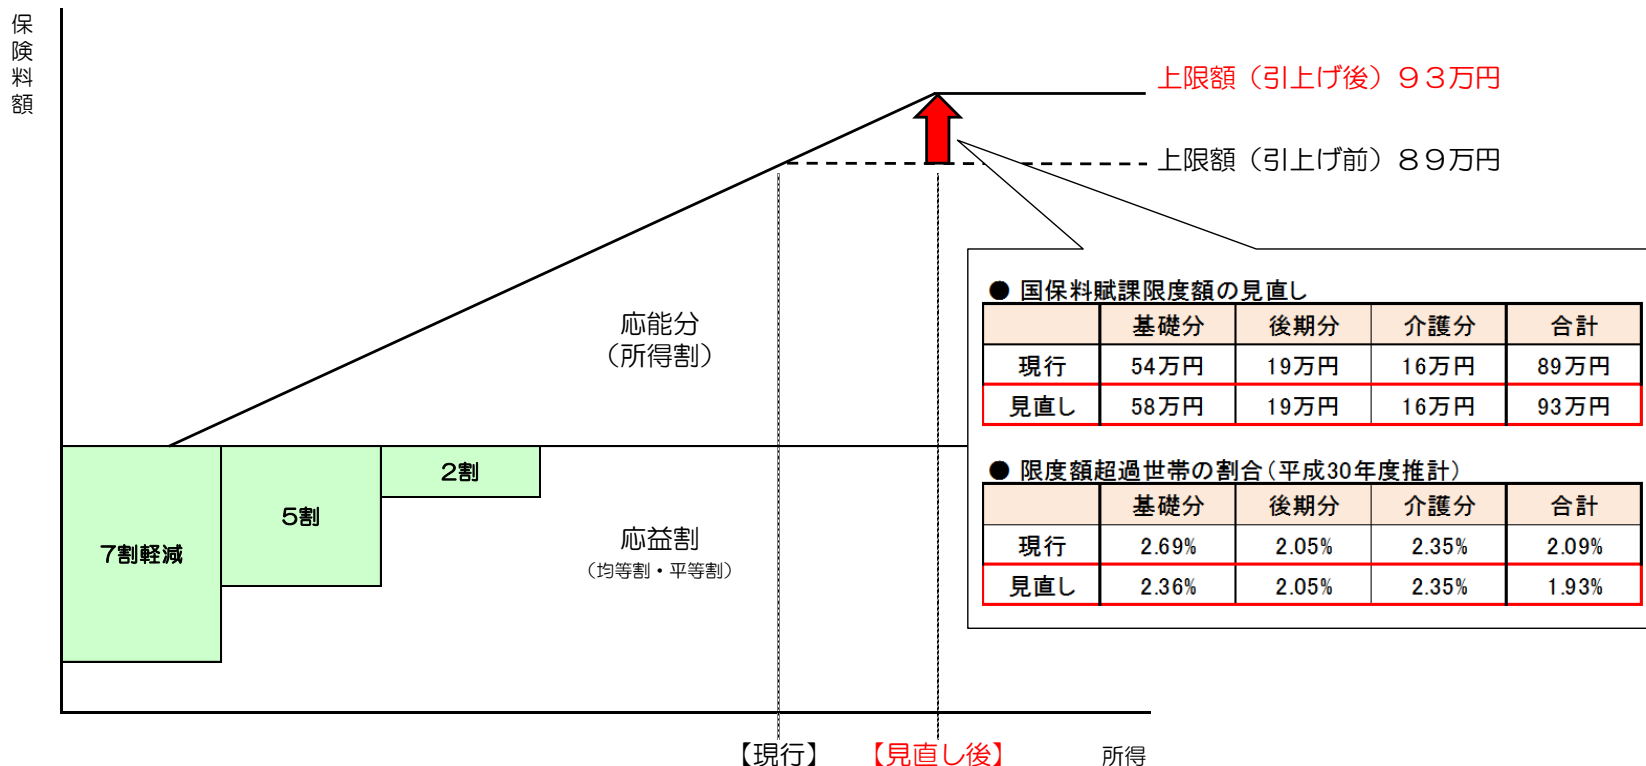 保険料額
上限額（引上げ後）９３万円
上限額（引上げ前）８９万円
● 国保料賦課限度額の見直し
基礎分 後期分 介護分 合計
現行 54万円 19万円 16万円 89万円
見直し 58万円 19万円 16万円 93万円
● 限度額超過世帯の割合（平成30年度推計）
基礎分 後期分 介護分 合計
現行 2.69% 2.05% 2.35% 2.09%
見直し 2.36% 2.05% 2.35% 1.93%
応能分
（所得割）
7割軽減
5割
2割
応益割
（均等割・平等割）
【現行】
【見直し後】
所得